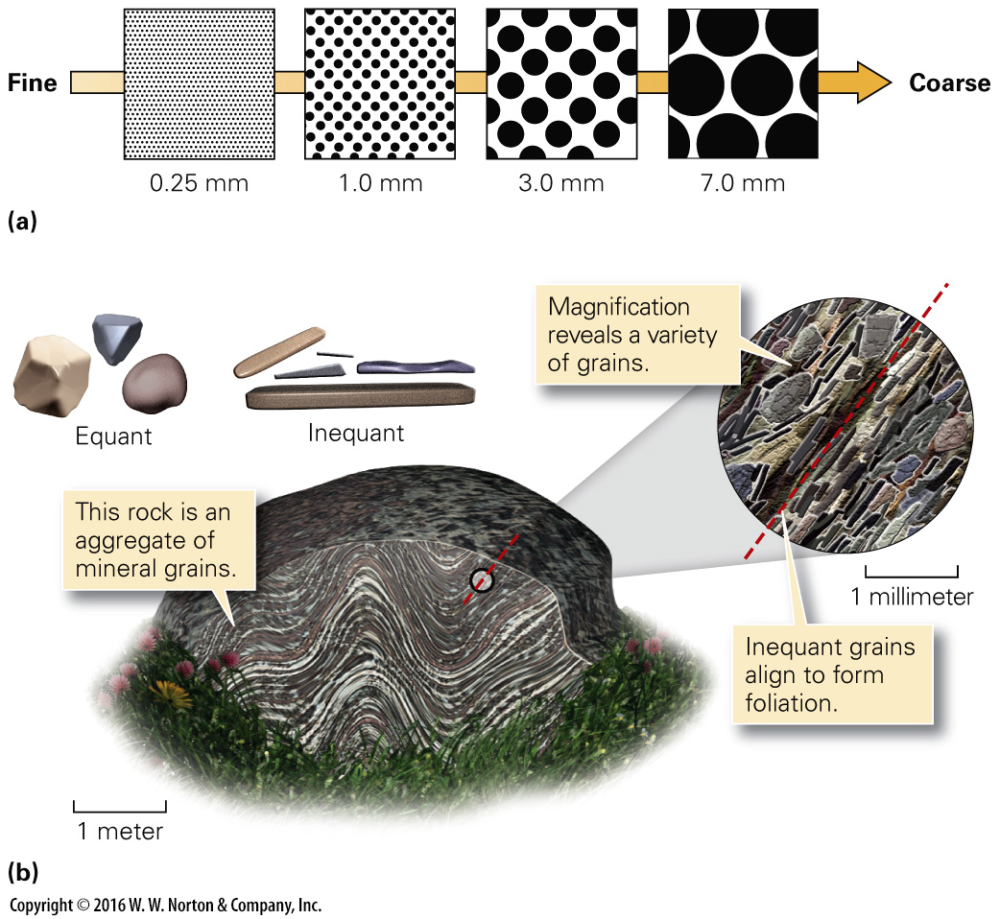 Fine
Coarse
0.25 mm
1.0 mm
3.0 mm
7.0 mm
(a)
Equant
Inequant
Magnification
reveals a variety
of grains.
This rock is an
aggregate of
mineral grains.
1 millimeter
Inequant grains
align to form
foliation.
1 meter
(b)
Copyright © 2016 W. W. Norton & Company, Inc.